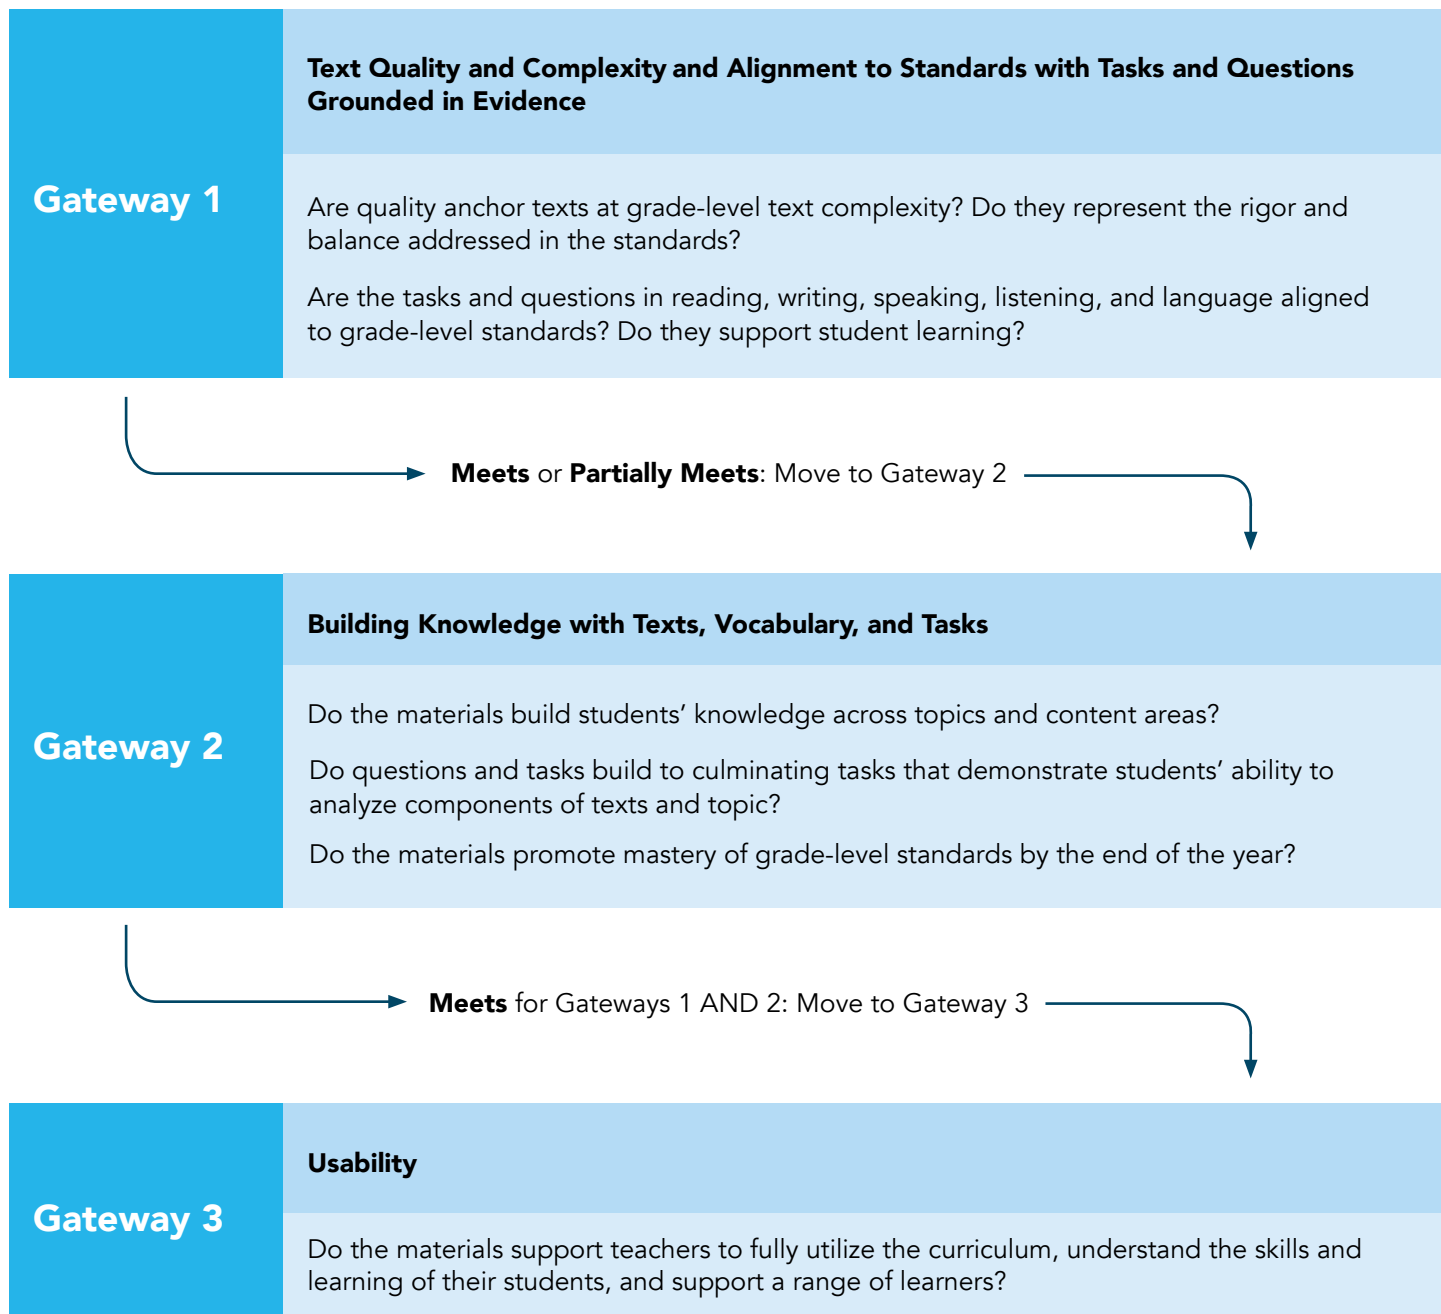 Gateway 1
Text Quality and Complexity and Alignment to Standards with Tasks and Questions
Grounded in Evidence
Are quality anchor texts at grade-level text complexity? Do they represent the rigor and
balance addressed in the standards?
Are the tasks and questions in reading, writing, speaking, listening, and language aligned
to grade-level standards? Do they support student learning?
Meets or Partially Meets: Move to Gateway 2
Gateway 2
Building Knowledge with Texts, Vocabulary, and Tasks
Do the materials build students’ knowledge across topics and content areas?
Do questions and tasks build to culminating tasks that demonstrate students’ ability to
analyze components of texts and topic?
Do the materials promote mastery of grade-level standards by the end of the year?
Meets for Gateways 1 AND 2: Move to Gateway 3
Gateway 3
Usability
Do the materials support teachers to fully utilize the curriculum, understand the skills and
learning of their students, and support a range of learners?